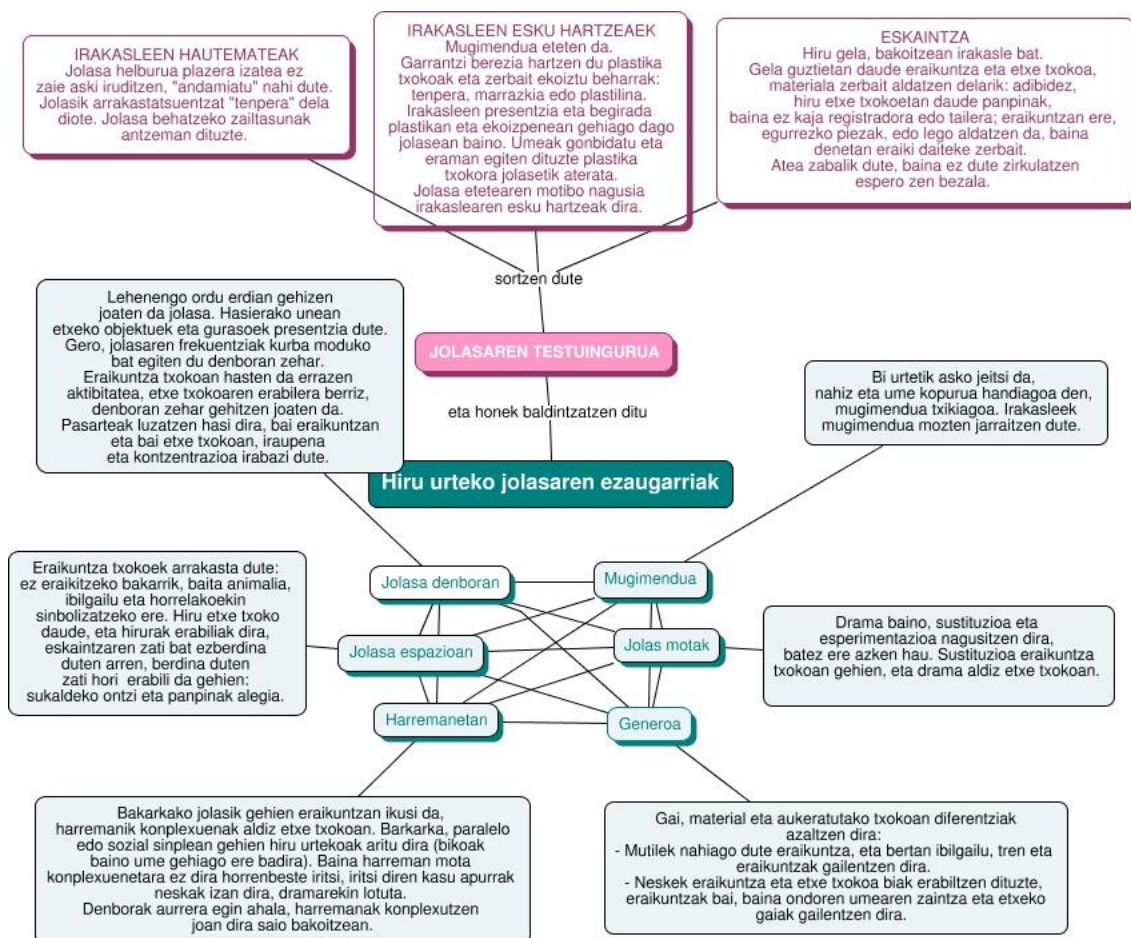 IRAKASLEEN HAUTEMATEAK
Jolasa helburua plazera izatea ez
zaie aski iruditzen, "andamiatu" nahi dute.
Jolasik arrakastatsuentzat "tenpera" dela
diote. Jolasa behatzeko zailtasunak
antzeman dituzte.
IRAKASLEEN ESKU HARTZEAEK
Mugimendua eteten da.
Garrantzi berezia hartzen du plastika
txokoak eta zerbait ekoiztu beharrak:
tenpera, marrazkia edo plastilina.
Irakasleen presentzia eta begirada
plastikan eta ekoizpenean gehiago dago
jolasean baino. Umeak gonbidatu eta
eraman egiten dituzte plastika
txokora jolasetik aterata.
Jolasa etetearen motibo nagusia
irakaslearen esku hartzeak dira.
ESKAINTZA
Hiru gela, bakoitzean irakasle bat.
Gela guztietan daude eraikuntza eta etxe txokoa,
materiala zerbait aldatzen delarik: adibidez,
hiru etxe txokoetan daude panpinak,
baina ez kaja registradora edo tailera; eraikuntzan ere,
egurrezko piezak, edo lego aldatzen da, baina
denetan eraiki daiteke zerbait.
Atea zabalik dute, baina ez dute zirkulatzen
espero zen bezala.
sortzen dute
Lehenengo ordu erdian gehizen
joaten da jolasa. Hasierako unean
etxeko objektuek eta gurasoek presentzia dute.
Gero, jolasaren frekuentziak kurba moduko
bat egiten du denboran zehar.
Eraikuntza txokoan hasten da errazen
aktibitatea, etxe txokoaren erabilera berriz,
denboran zehar gehitzen joaten da.
Pasarteak luzatzen hasi dira, bai eraikuntzan
eta bai etxe txokoan, iraupena
eta kontzentrazioa irabazi dute.
JOLASAREN TESTUINGURUA
eta honek baldintzatzen ditu
Bi urtetik asko jeitsi da,
nahiz eta ume kopurua handiagoa den,
mugimendua txikiagoa. Irakasleek
mugimendua mozten jarraitzen dute.
Hiru urteko jolasaren ezaugarriak
Eraikuntza txokoek arrakasta dute:
ez eraikitzeko bakarrik, baita animalia,
ibilgailu eta horrelakoekin
sinbolizatzeko ere. Hiru etxe txoko
daude, eta hirurak erabiliak dira,
eskaintzaren zati bat ezberdina
duten arren, berdina duten
zati hori erabili da gehien:
sukaldeko ontzi eta panpinak alegia.
Jolasa denboran
Mugimendua
Jolasa espazioan
Jolas motak
Harremanetan
Generoa
Drama baino, sustituzioa eta
esperimentazioa nagusitzen dira,
batez ere azken hau. Sustituzioa eraikuntza
txokoan gehien, eta drama aldiz etxe txokoan.
Bakarkako jolasik gehien eraikuntzan ikusi da,
harremanik konplexuenak aldiz etxe txokoan. Barkarka, paralelo
edo sozial sinplean gehien hiru urtekoak aritu dira (bikoak
baino ume gehiago ere badira). Baina harreman mota
konplexuenetara ez dira horrenbeste iritsi, iritsi diren kasu apurrak
neskak izan dira, dramarekin lotuta.
Denborak aurrera egin ahala, harremanak konplexutzen
joan dira saio bakoitzean.
Gai, material eta aukeratutako txokoan diferentziak
azaltzen dira:
- Mutilek nahiago dute eraikuntza, eta bertan ibilgailu, tren eta
eraikuntzak gailentzen dira.
- Neskek eraikuntza eta etxe txokoa biak erabiltzen dituzte,
eraikuntzak bai, baina ondoren umearen zaintza eta etxeko
gaiak gailentzen dira.